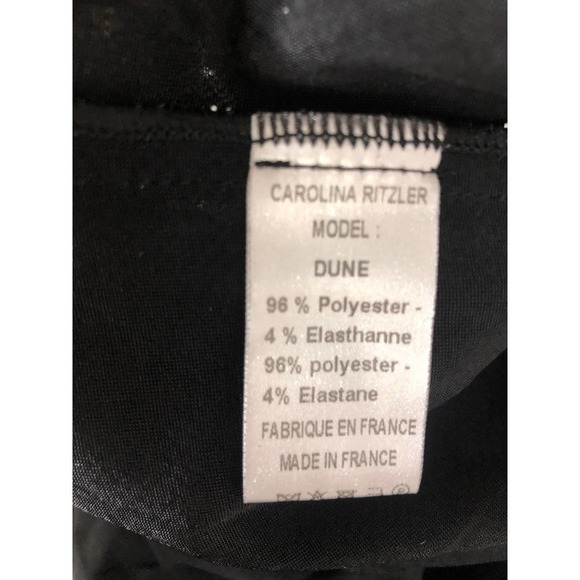 CAROLINA RITZLER
MODEL :
DUNE
96 % Polyester -
4 % Elasthanne
96% polyester -
4% Elastane
FABRIQUE EN FRANCE
MADE IN FRANCE